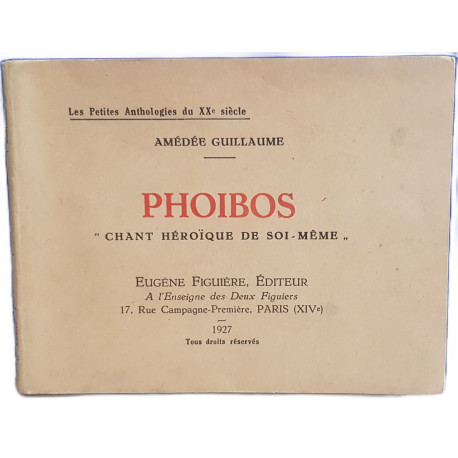 Les Petites Anthologies du XXe siècle
AMÉDÉE GUILLAUME
PHOIBOS
" CHANT HÉROÏQUE DE SOI-MÊME „
EUGÈNE FIGUIÈRE, ÉDITEUR
A l'Enseigne des Deux Figuiers
17, Rue Campagne-Première, PARIS (XIVe)
1927
Tous droits réservés